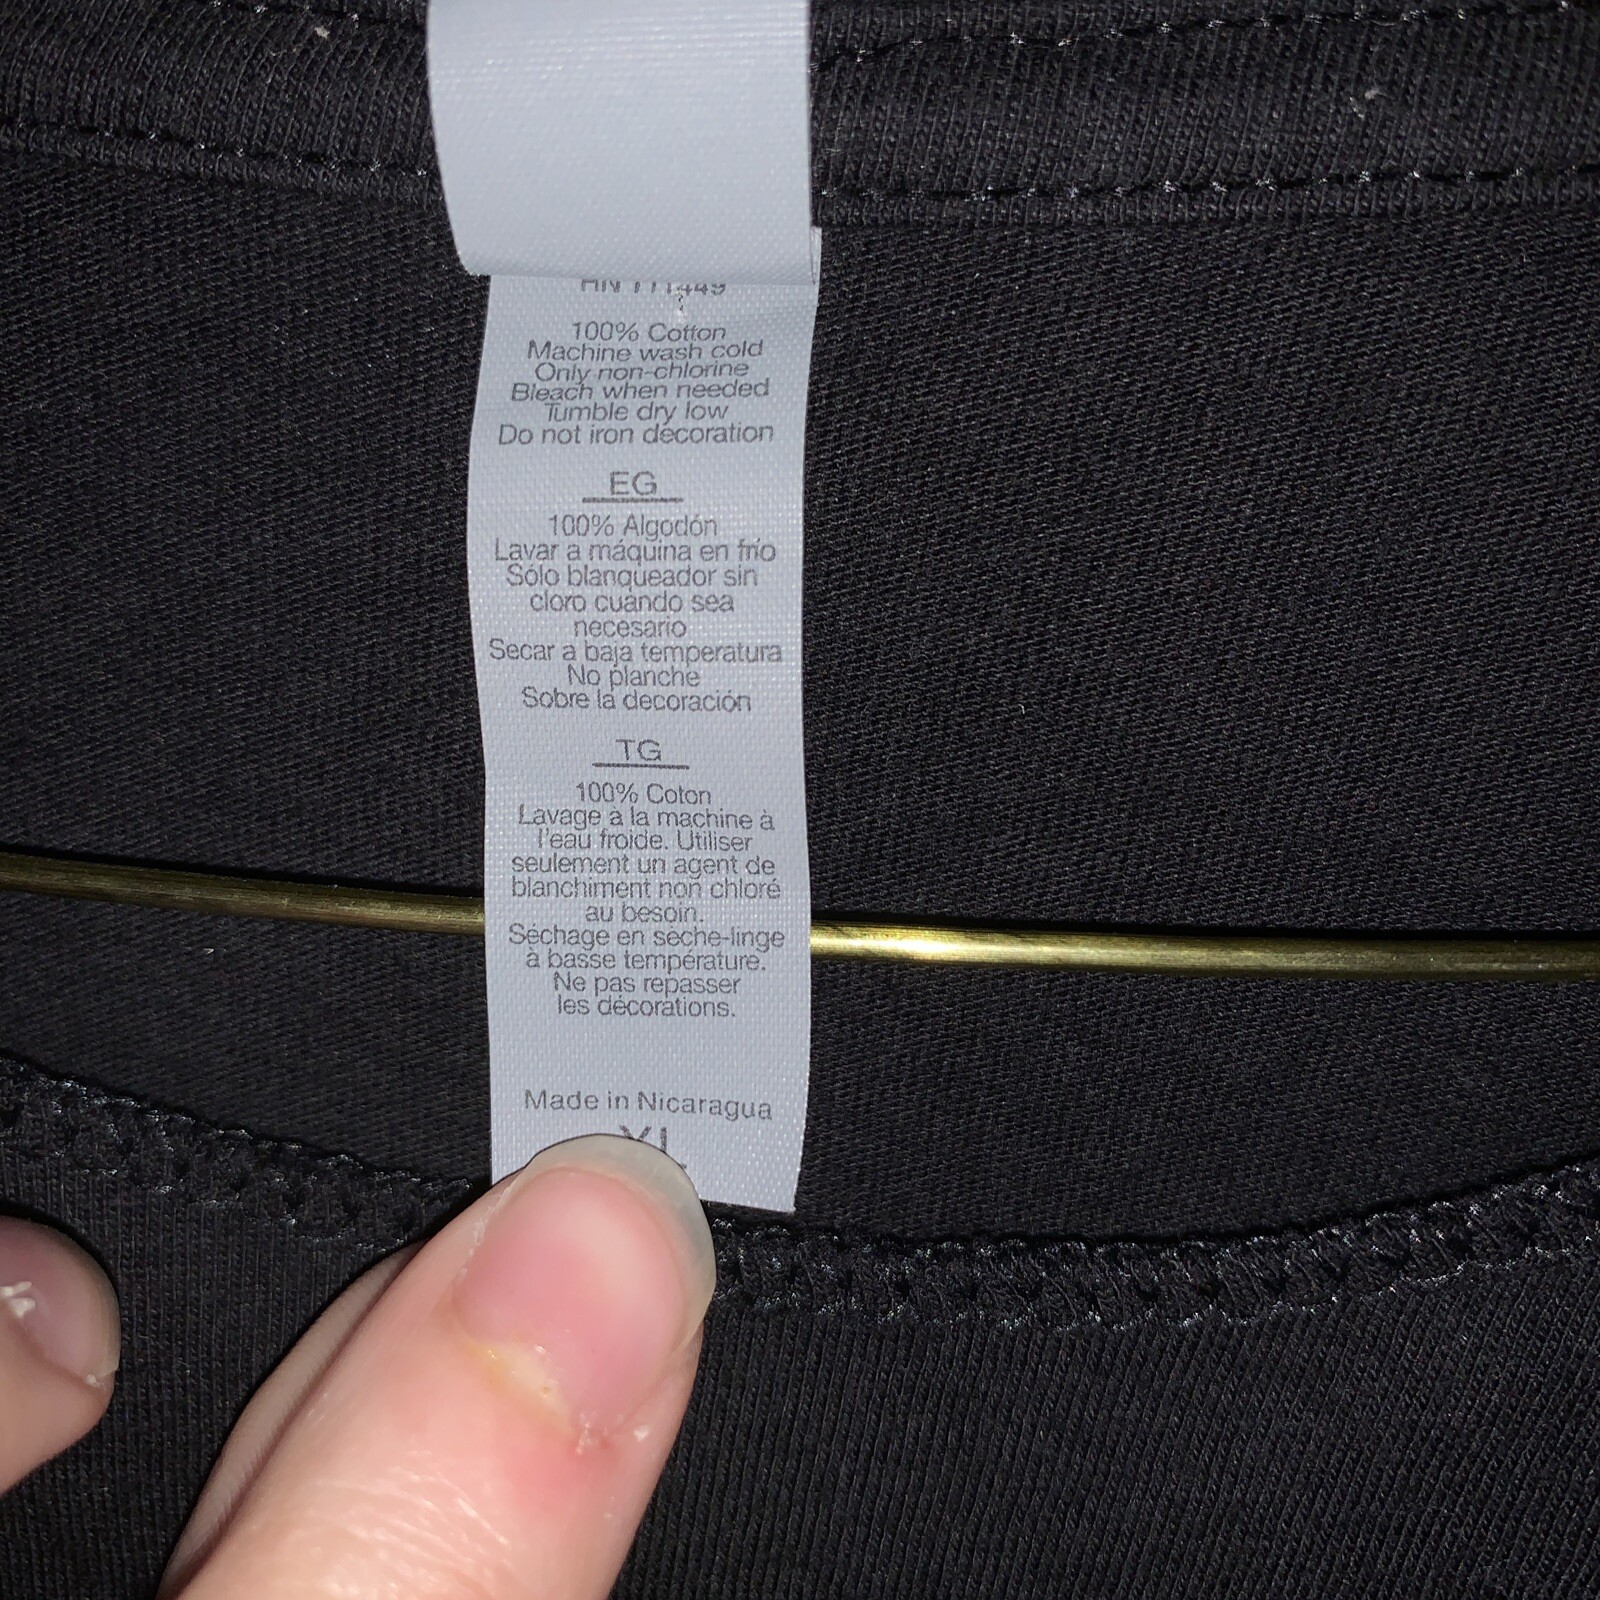 100% Cotton
Machine wash cold
Only non-chlorine
Bleach when needed
Tumble dry low
Do not iron decoration
EG
100% Algodón
Lavar a máquina en frío
Sólo blanqueador sin
cloro cuando sea
necesario
Secar a baja temperatura
No planche
Sobre la decoración
TG
100% Coton
Lavage à la machine à
l'eau froide. Utiliser
seulement un agent de
blanchiment non chloré
au besoin.
Séchage en sèche-linge
à basse température.
Ne pas repasser
les décorations.
Made in Nicaragua
XL